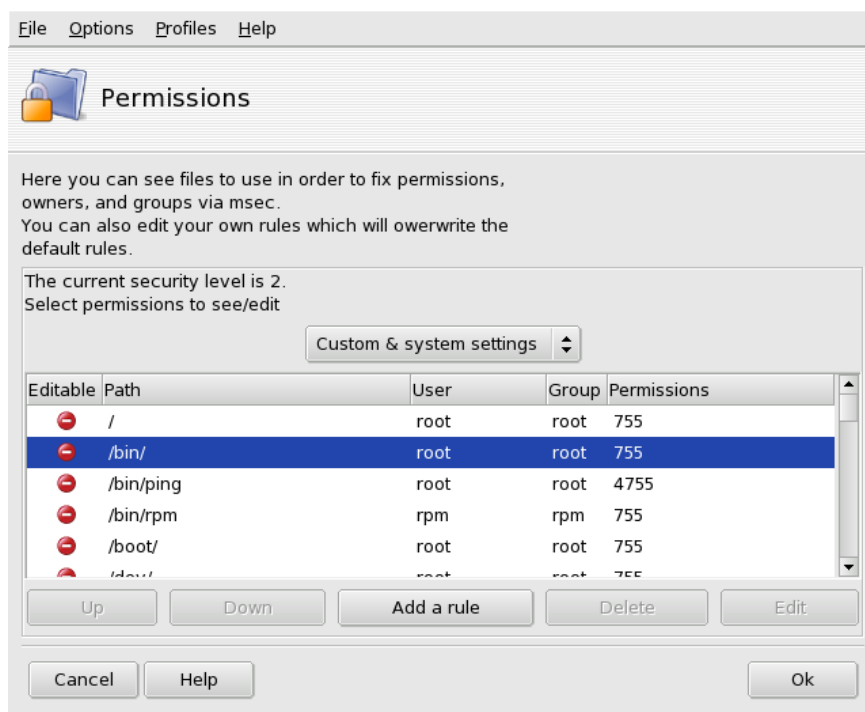 File Options Profiles Help
Permissions
Here you can see files to use in order to fix permissions,
owners, and groups via msec.
You can also edit your own rules which will owerwrite the
default rules.
The current security level is 2.
Select permissions to see/edit
Custom & system settings
Editable Path User Group Permissions
/ root root 755
/bin/ root root 755
/bin/ping root root 4755
/bin/rpm rpm rpm 755
/boot/ root root 755
/dev/ root root 755
Up Down Add a rule Delete Edit
Cancel Help Ok